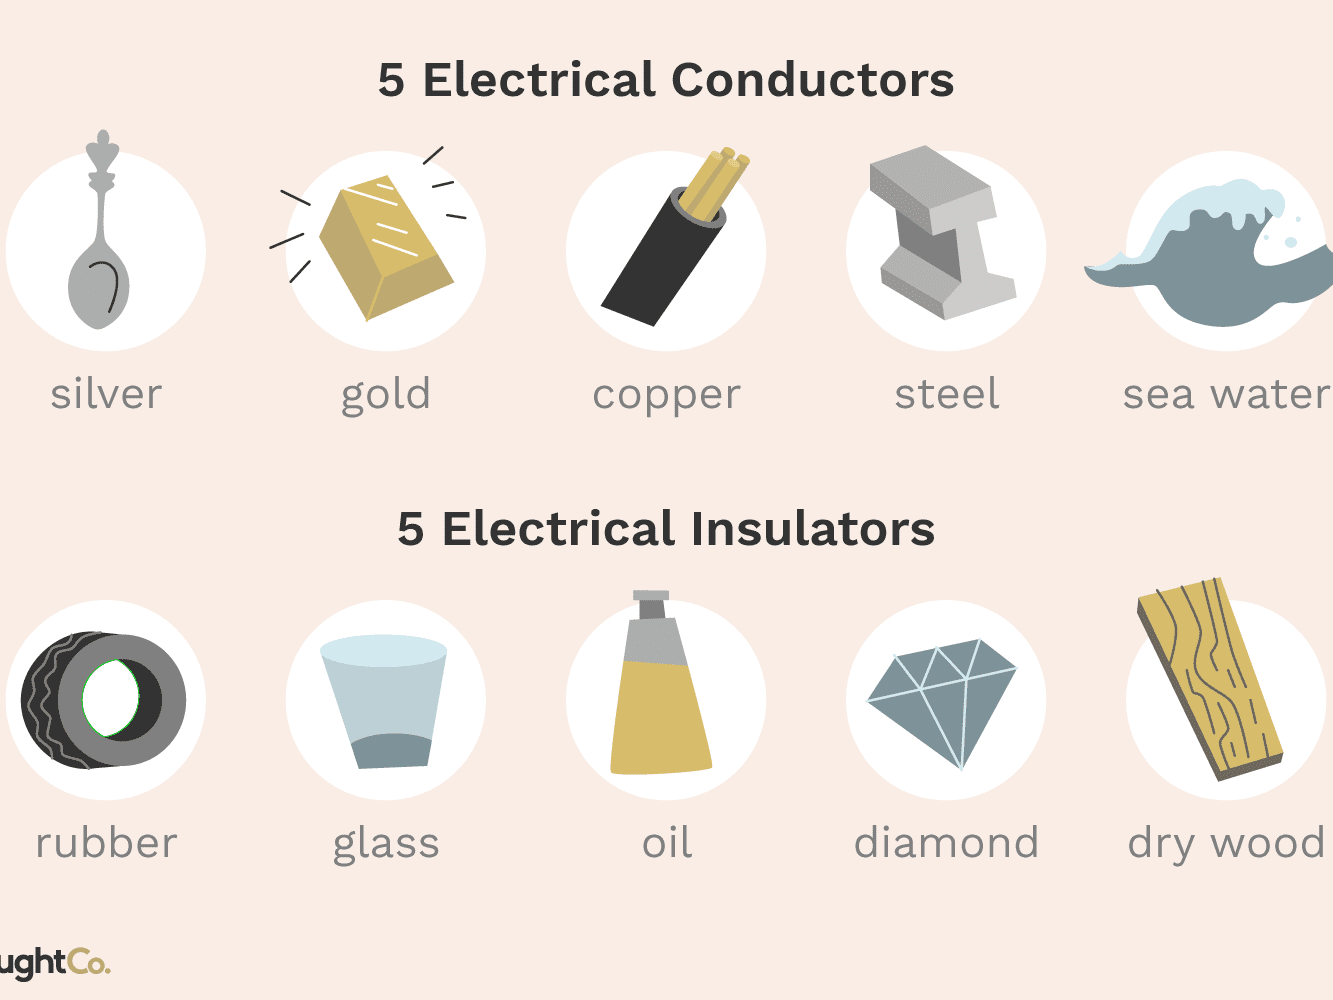 5 Electrical Conductors
silver gold copper steel sea water
5 Electrical Insulators
rubber glass oil diamond dry wood
ughtCo.